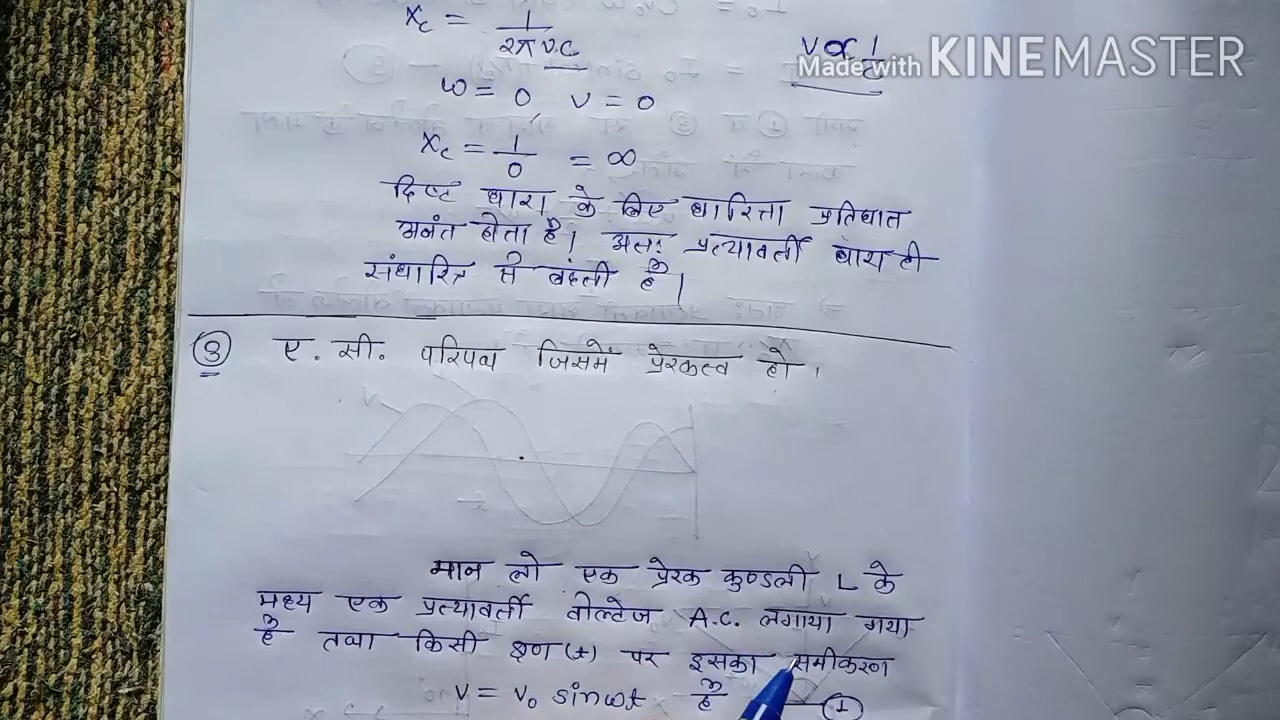 Xc = 1
2πν.C
ν ∝ 1
Made with KINEMASTER
ω = 0 ν = 0
Xc = 1/0 = ∞
दिष्ट धारा के लिए धारिता प्रतिघात
अनंत होता है। अतः प्रत्यावर्ती धारा ही
संधारित्र से बहती है।
③ ए. सी. परिपथ जिसमें प्रेरकत्व हो।
मान लो एक प्रेरक कुण्डली L के
मध्य एक प्रत्यावर्ती वोल्टेज A.C. लगाया गया
है तथा किसी क्षण (t) पर इसका समीकरण
V = V₀ sinωt है ①